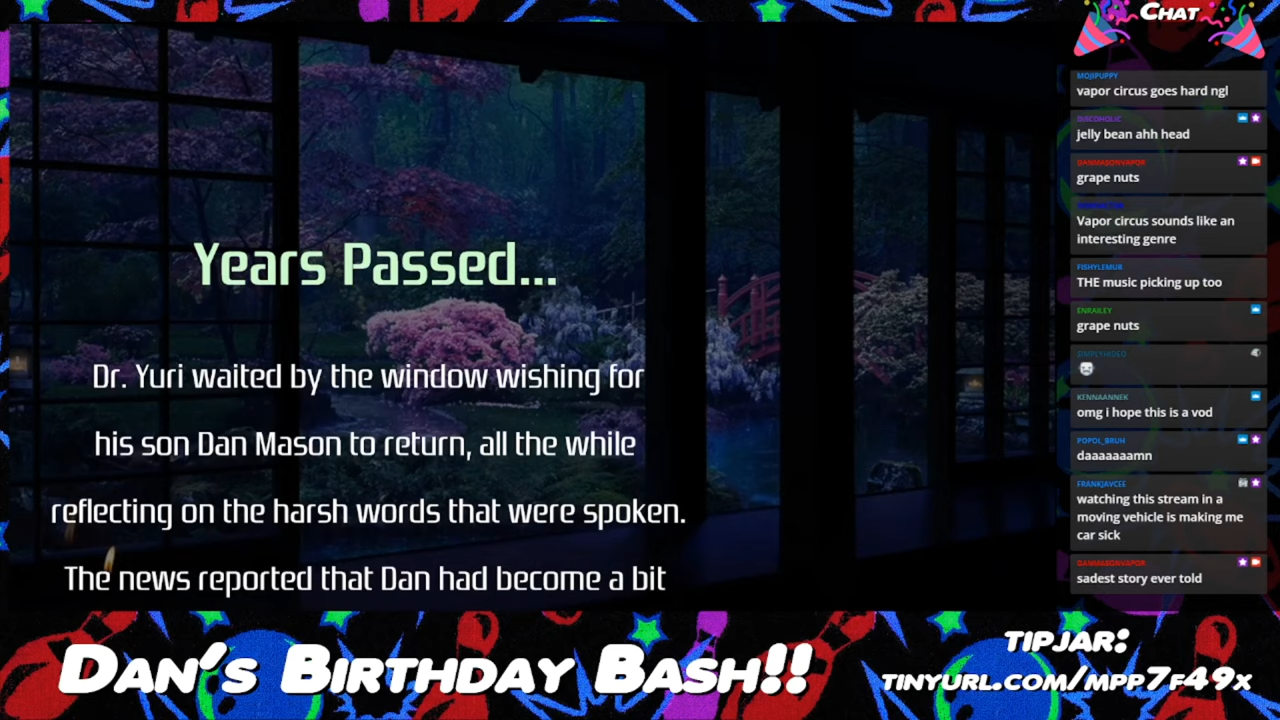 Years Passed...
Dr. Yuri waited by the window wishing for
his son Dan Mason to return, all the while
reflecting on the harsh words that were spoken.
The news reported that Dan had become a bit
Chat
MOJIPUPPY
vapor circus goes hard ngl
DISCOHOLIC
jelly bean ahh head
DANMASONVAPOR
grape nuts
Vapor circus sounds like an
interesting genre
FISHYLEMUR
THE music picking up too
ENRAILEY
grape nuts
SIMPLYHIDEO
KENNAANNEK
omg i hope this is a vod
POPOL_BRUH
daaaaaaamn
FRANKJAYCEE
watching this stream in a
moving vehicle is making me
car sick
DANMASONVAPOR
sadest story ever told
Dan's Birthday Bash!!
tipjar:
tinyurl.com/mpp7f49x